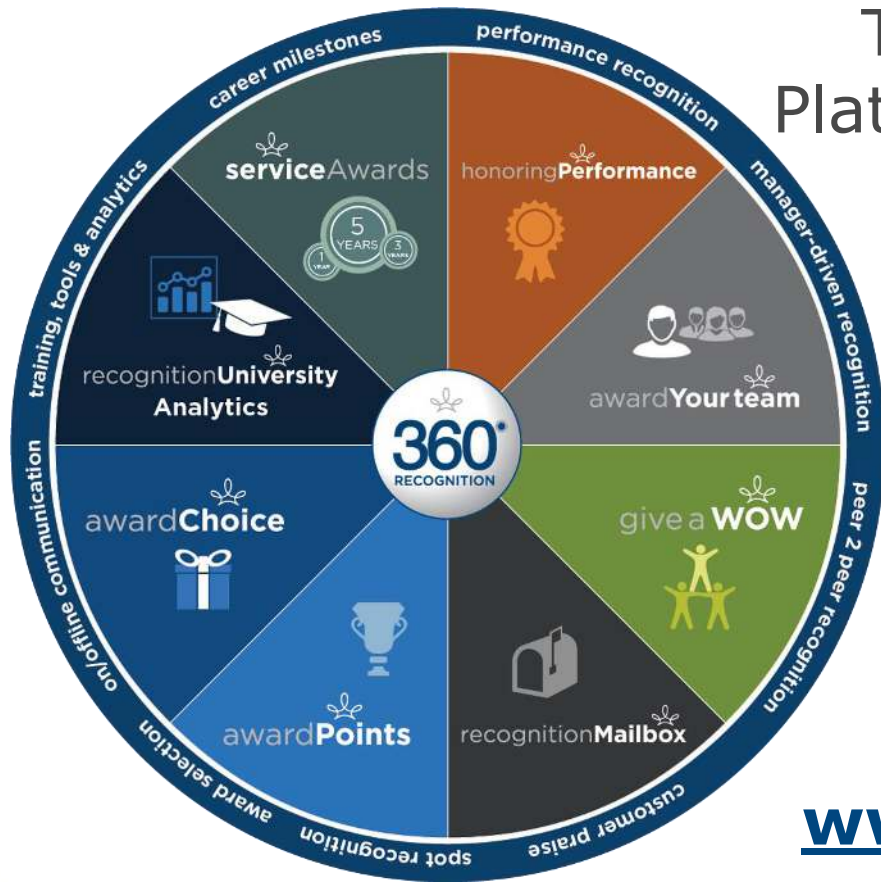 career milestones
performance recognition
manager-driven recognition
peer 2 peer recognition
customer praise
spot recognition
award selection
on/offline communication
training, tools & analytics
serviceAwards
1
YEAR
5
YEARS
3
YEARS
honoringPerformance
awardYourteam
give a WOW
recognitionMailbox
awardPoints
awardChoice
recognitionUniversity
Analytics
360°
RECOGNITION
T
Plat